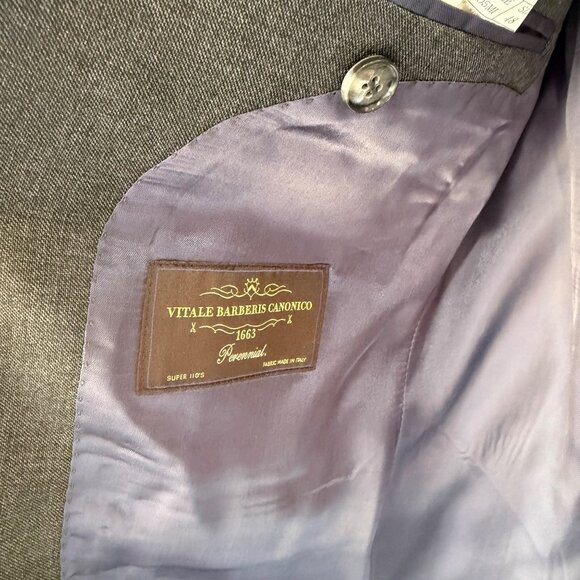 VITALE BARBERIS CANONICO
1663
Perennial.
SUPER 110'S
FABRIC MADE IN ITALY